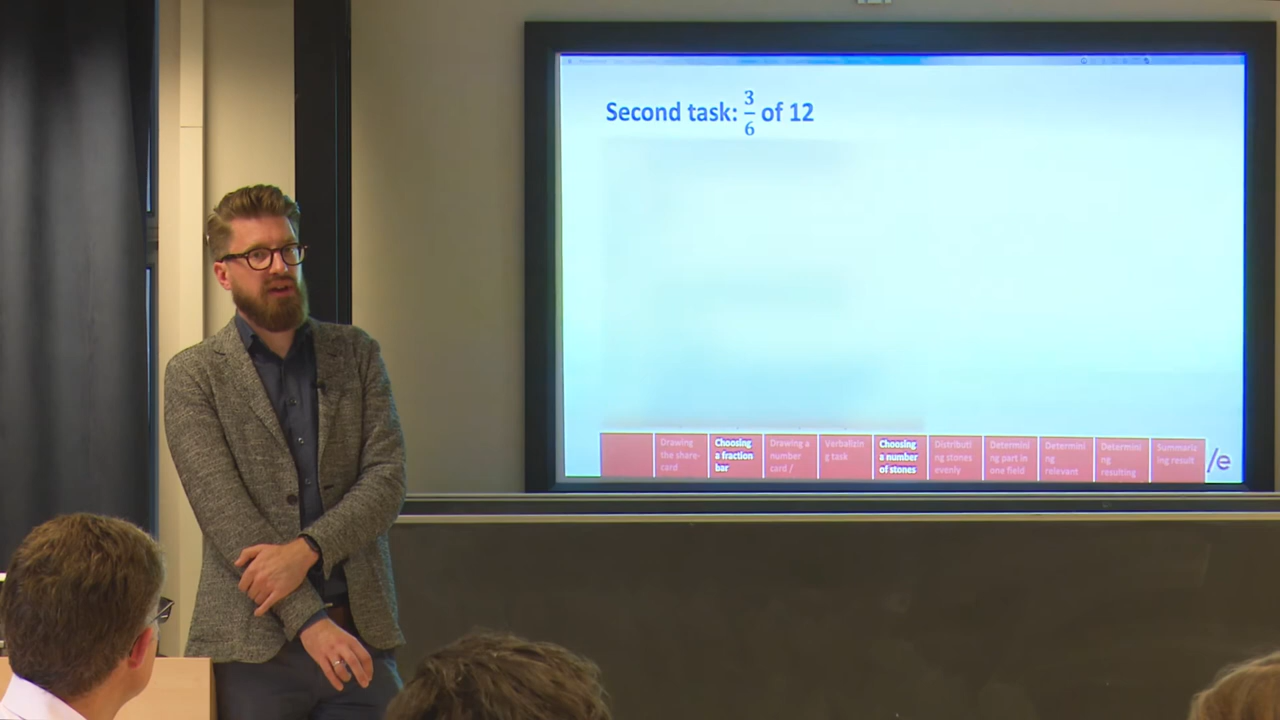 Second task: 3/6 of 12
Drawing
the share-
card
Choosing
a fraction
bar
Drawing a
number
card /
Verbalizin
g task
Choosing
a number
of stones
Distributi
ng stones
evenly
Determini
ng part in
one field
Determini
ng
relevant
Determini
ng
resulting
Summariz
ing result
/e